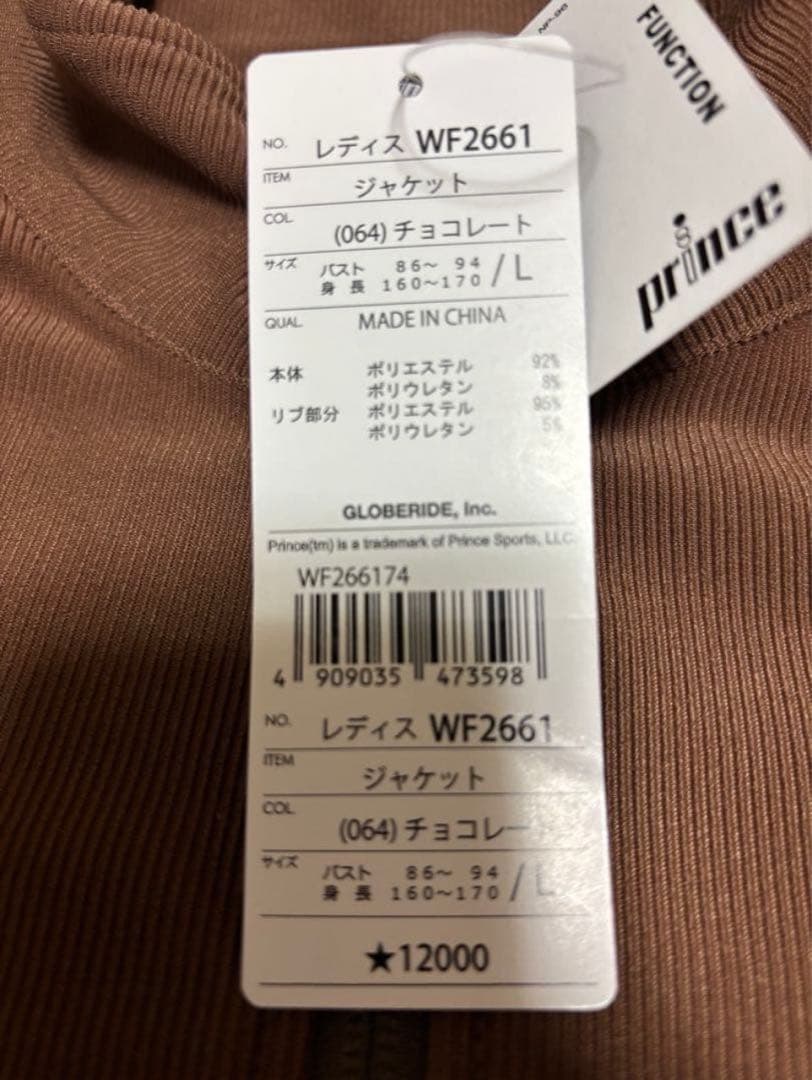 NP-98
FUNCTION
prince
NO. レディス WF2661
ITEM ジャケット
COL (064) チョコレート
サイズ バスト 86〜 94 / L
身 長 160〜170
QUAL. MADE IN CHINA
本体 ポリエステル 92%
ポリウレタン 8%
リブ部分 ポリエステル 95%
ポリウレタン 5%
GLOBERIDE, Inc.
Prince(tm) is a trademark of Prince Sports, LLC.
WF266174
4 909035 473598
NO. レディス WF2661
ITEM ジャケット
COL (064) チョコレート
サイズ バスト 86〜 94 / L
身 長 160〜170
★12000